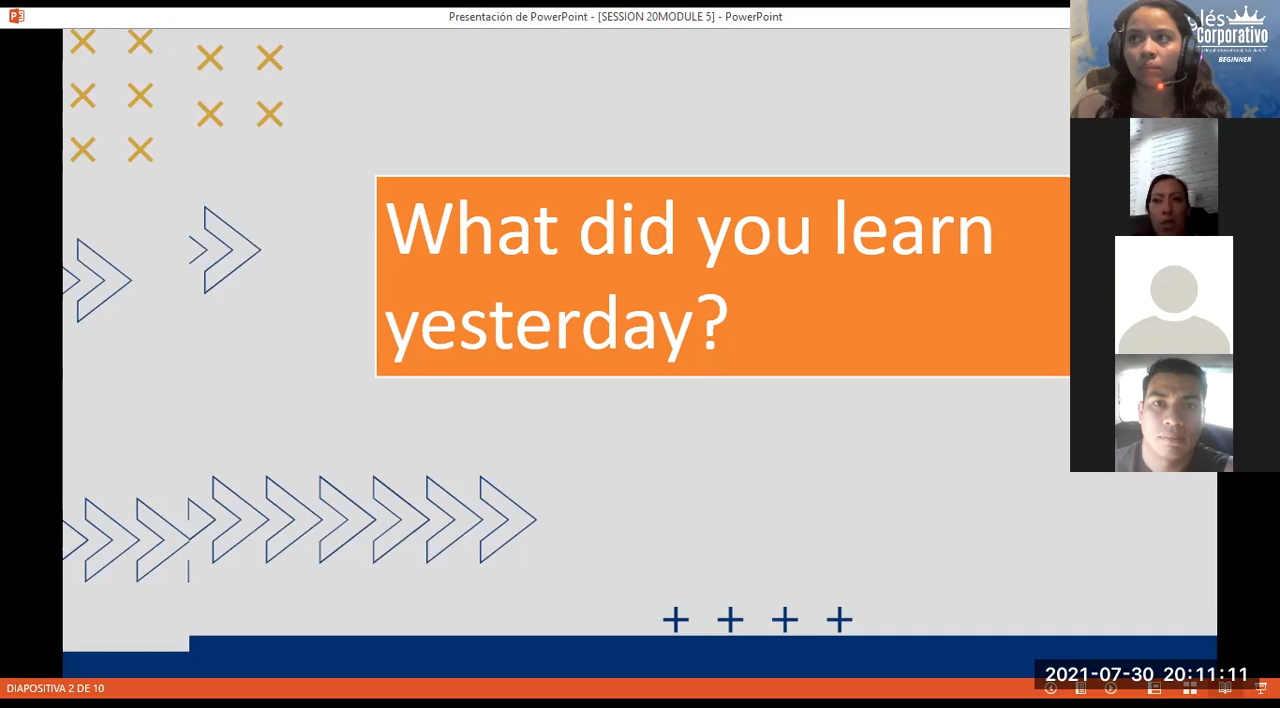 Presentación de PowerPoint - [SESSION 20MODULE 5] - PowerPoint
glés
Corporativo
BEGINNER
What did you learn
yesterday?
2021-07-30 20:11:11
DIAPOSITIVA 2 DE 10